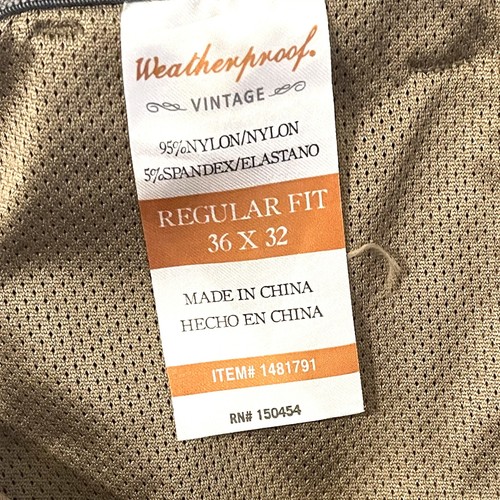 Weatherproof.
VINTAGE
95%NYLON/NYLON
5%SPANDEX/ELASTANO
REGULAR FIT
36 X 32
MADE IN CHINA
HECHO EN CHINA
ITEM# 1481791
RN# 150454